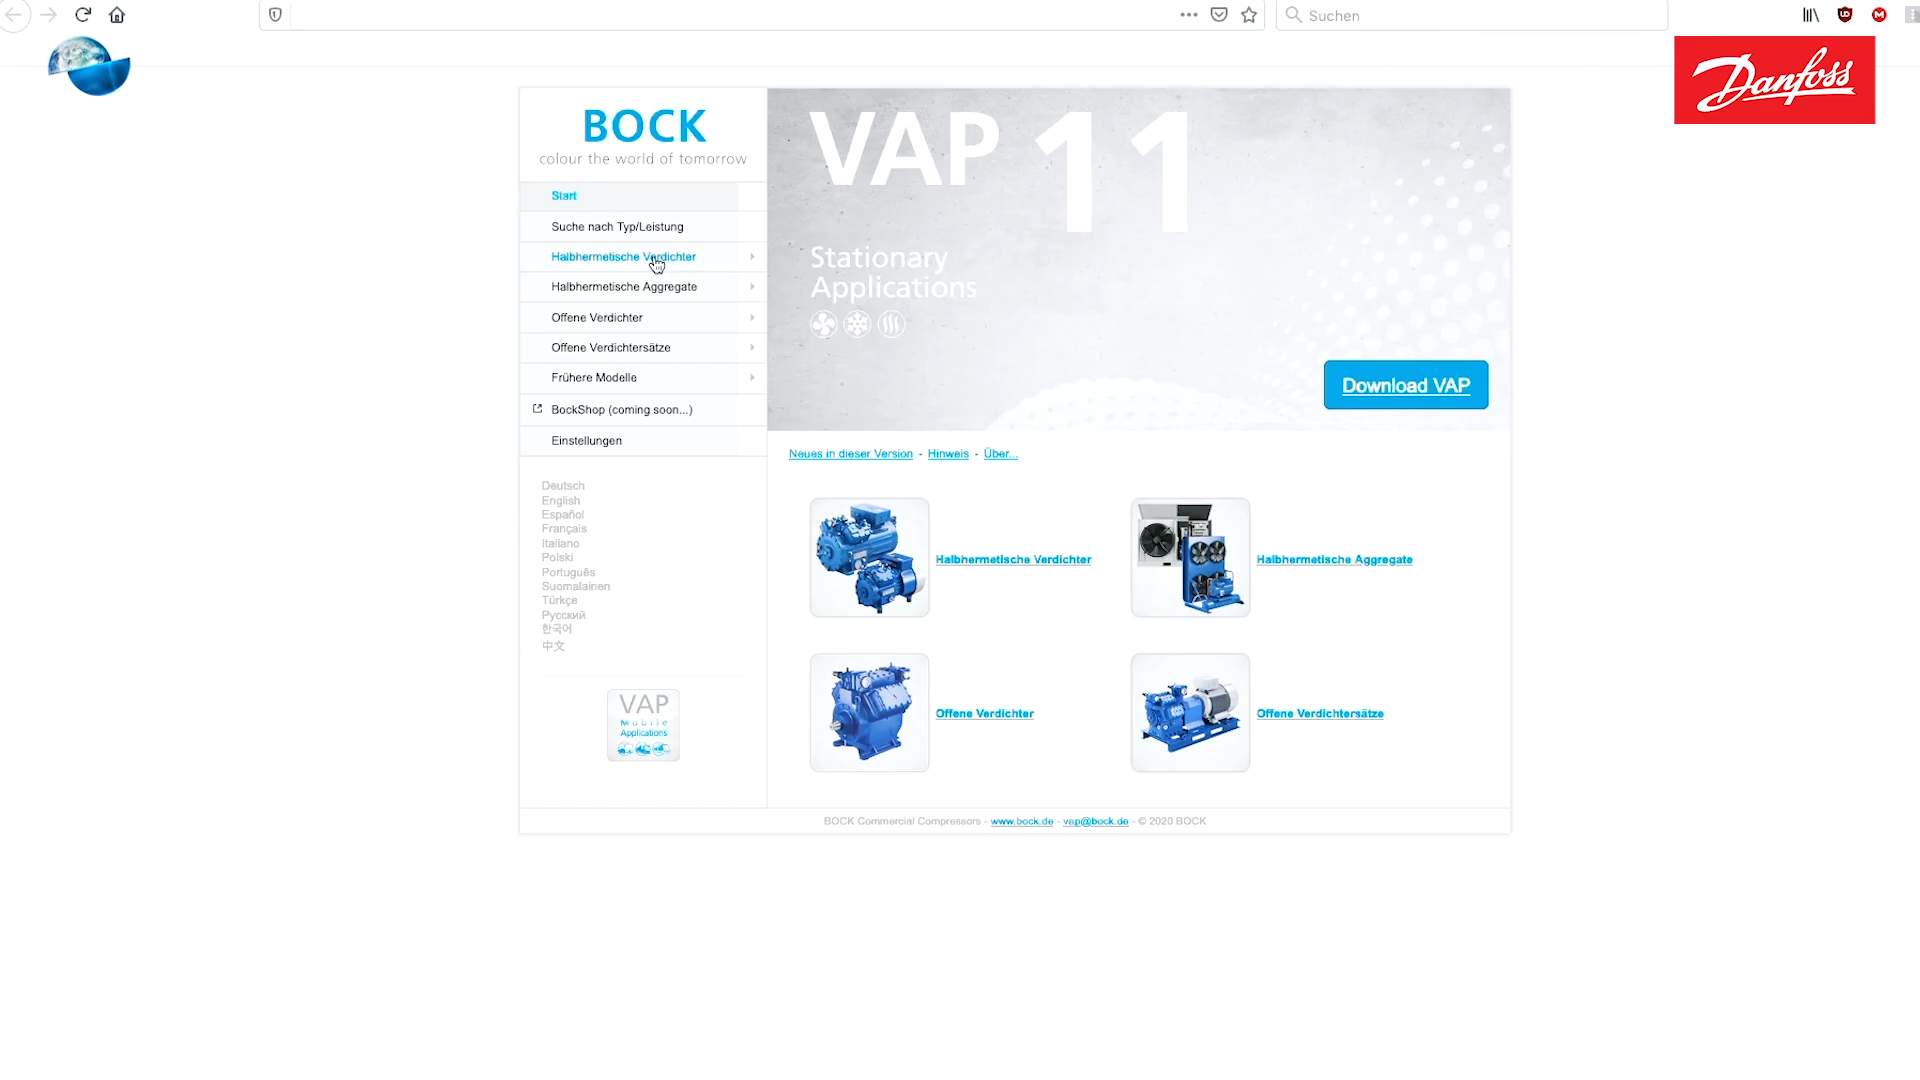 Suchen
Danfoss
BOCK
colour the world of tomorrow
Start
Suche nach Typ/Leistung
Halbhermetische Verdichter
Halbhermetische Aggregate
Offene Verdichter
Offene Verdichtersätze
Frühere Modelle
BockShop (coming soon...)
Einstellungen
Deutsch
English
Español
Français
Italiano
Polski
Português
Suomalainen
Türkçe
Русский
한국어
中文
VAP
Mobile
Applications
VAP 11
Stationary
Applications
Download VAP
Neues in dieser Version - Hinweis - Über...
Halbhermetische Verdichter
Halbhermetische Aggregate
Offene Verdichter
Offene Verdichtersätze
BOCK Commercial Compressors - www.bock.de - vap@bock.de - © 2020 BOCK